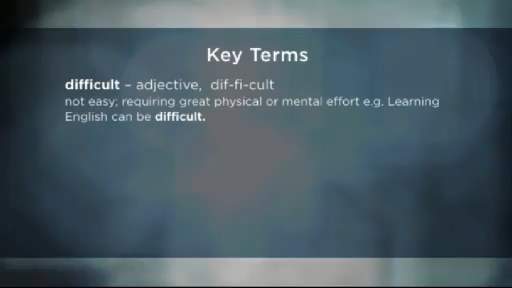 Key Terms
difficult – adjective, dif-fi-cult
not easy; requiring great physical or mental effort e.g. Learning
English can be difficult.